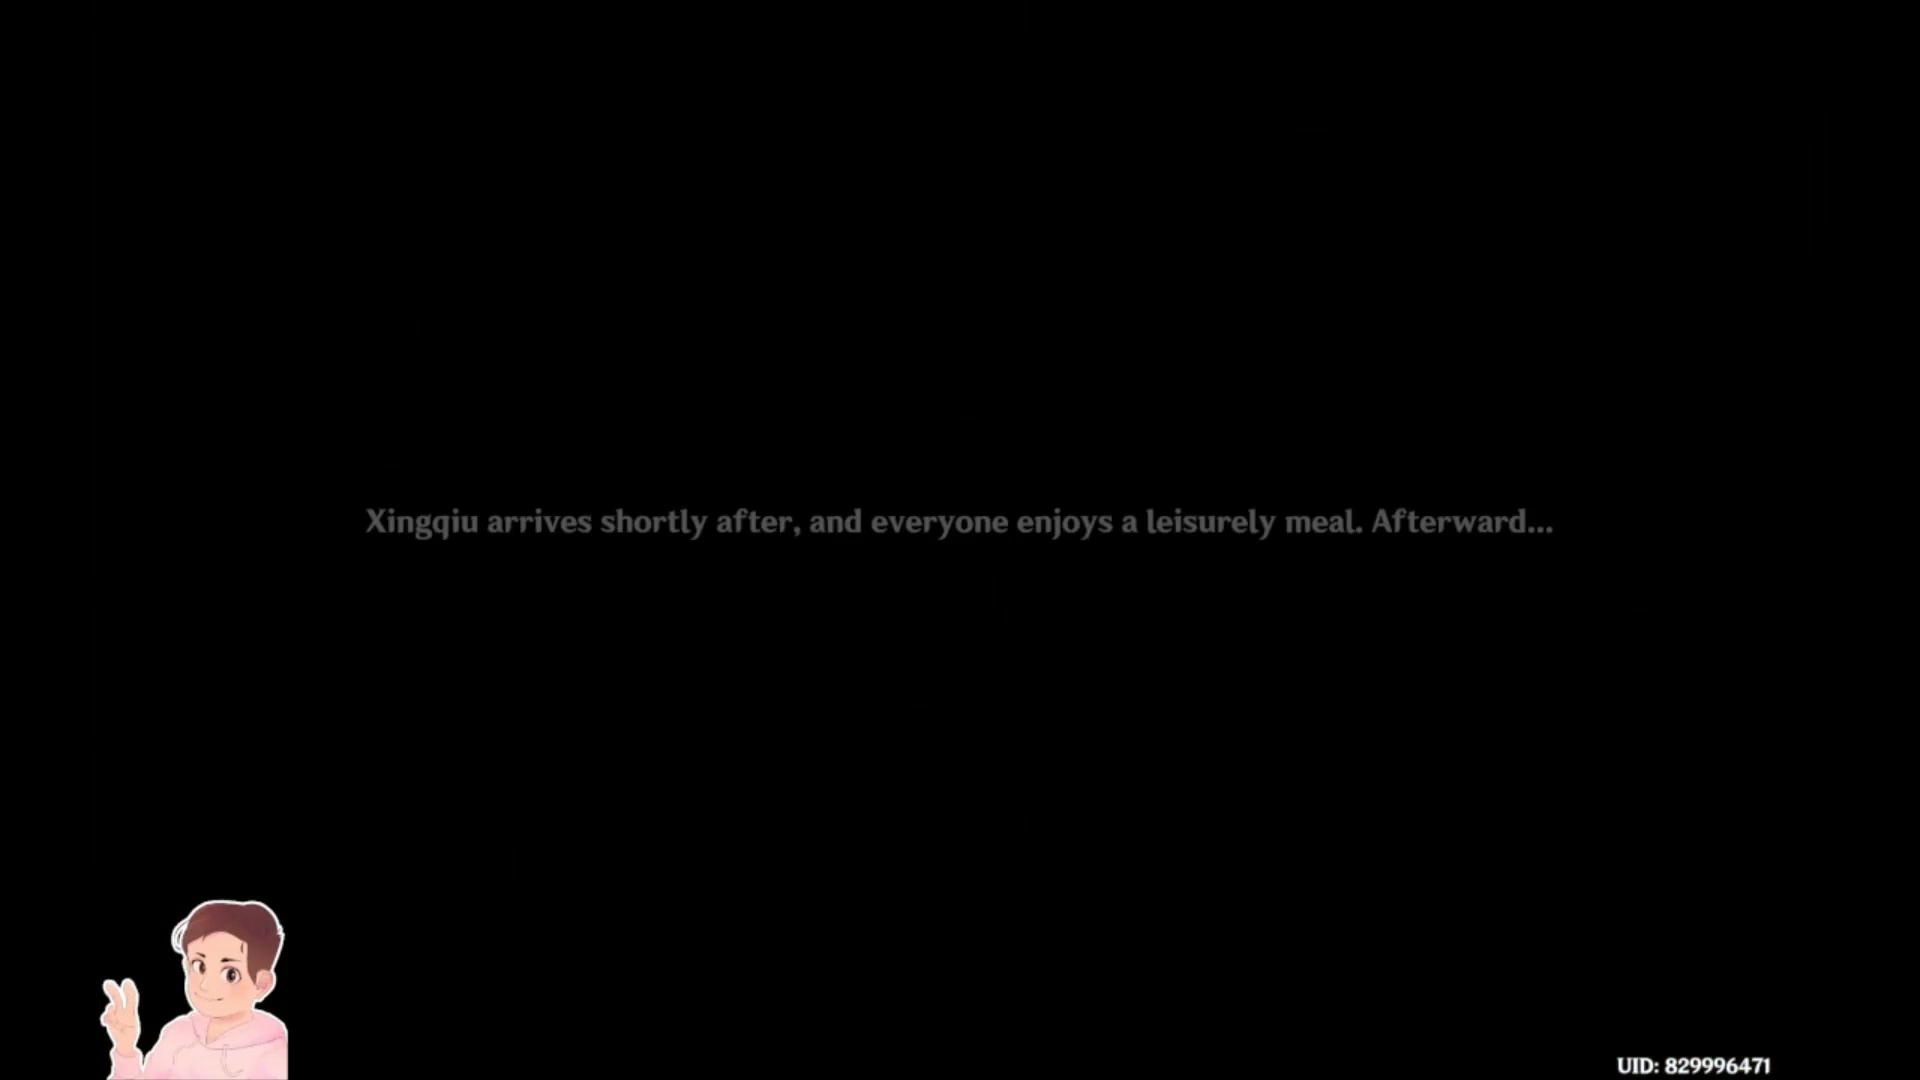 Xingqiu arrives shortly after, and everyone enjoys a leisurely meal. Afterward...
UID: 829996471